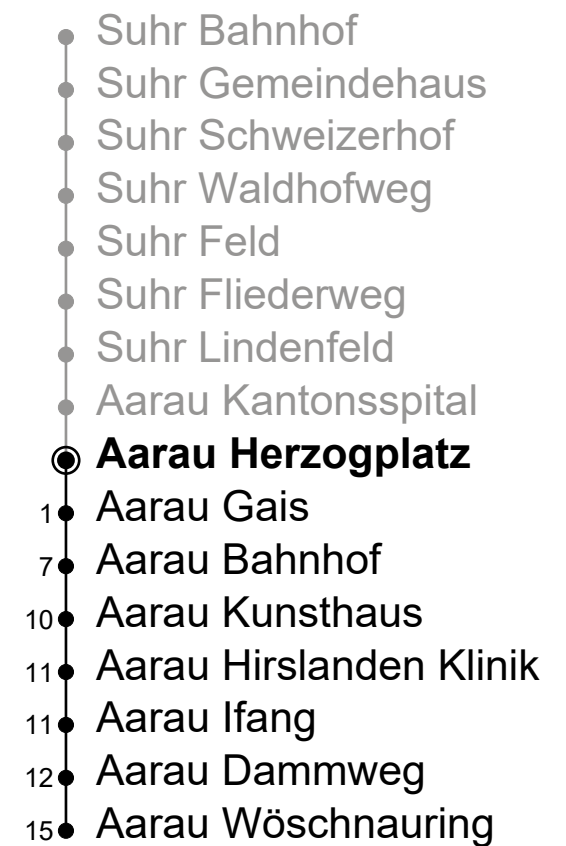 Suhr Bahnhof
Suhr Gemeindehaus
Suhr Schweizerhof
Suhr Waldhofweg
Suhr Feld
Suhr Fliederweg
Suhr Lindenfeld
Aarau Kantonsspital
Aarau Herzogplatz
1 Aarau Gais
7 Aarau Bahnhof
10 Aarau Kunsthaus
11 Aarau Hirslanden Klinik
11 Aarau Ifang
12 Aarau Dammweg
15 Aarau Wöschnauring